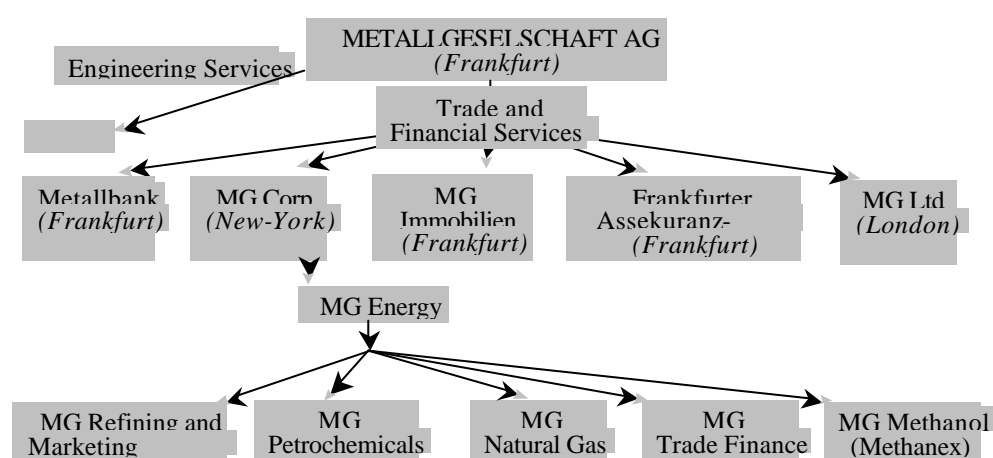 METALLGESELSCHAFT AG
(Frankfurt)
Engineering Services
Trade and
Financial Services
Metallbank
(Frankfurt)
MG Corp
(New-York)
MG
Immobilien
(Frankfurt)
Frankfurter
Assekuranz-
(Frankfurt)
MG Ltd
(London)
MG Energy
MG Refining and
Marketing
MG
Petrochemicals
MG
Natural Gas
MG
Trade Finance
MG Methanol
(Methanex)